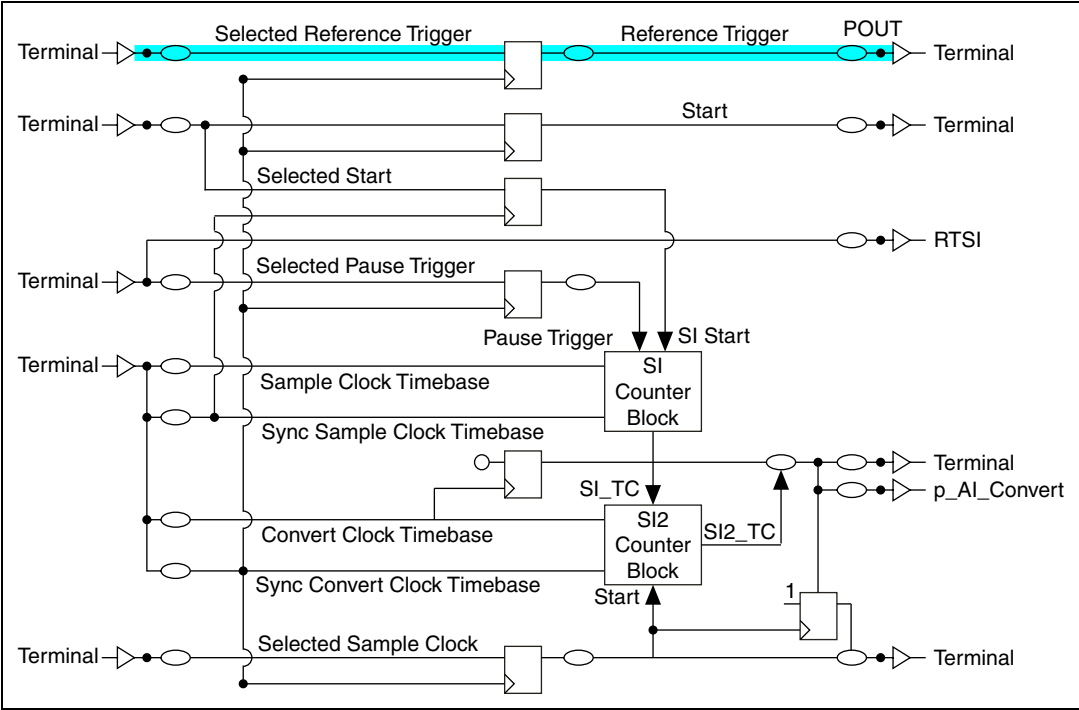 Terminal
Selected Reference Trigger
Reference Trigger
POUT
Terminal
Terminal
Start
Terminal
Selected Start
RTSI
Terminal
Selected Pause Trigger
Pause Trigger
SI Start
Terminal
Sample Clock Timebase
SI
Counter
Block
Sync Sample Clock Timebase
Terminal
SI_TC
p_AI_Convert
Convert Clock Timebase
SI2
Counter
Block
SI2_TC
Sync Convert Clock Timebase
Start
1
Terminal
Selected Sample Clock
Terminal